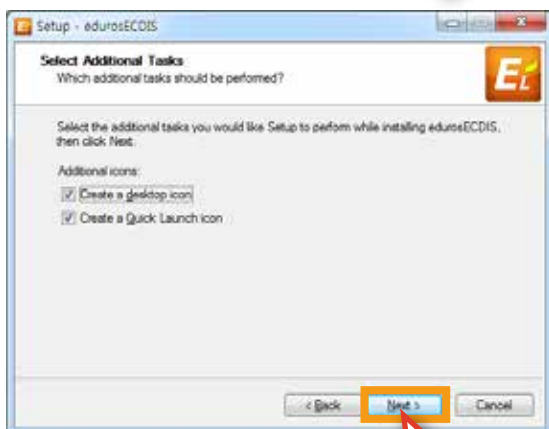 Setup - edurosECDIS
Select Additional Tasks
Which additional tasks should be performed?
EL
Select the additional tasks you would like Setup to perform while installing edurosECDIS,
then click Next.
Additional icons:
Create a desktop icon
Create a Quick Launch icon
< Back Next > Cancel